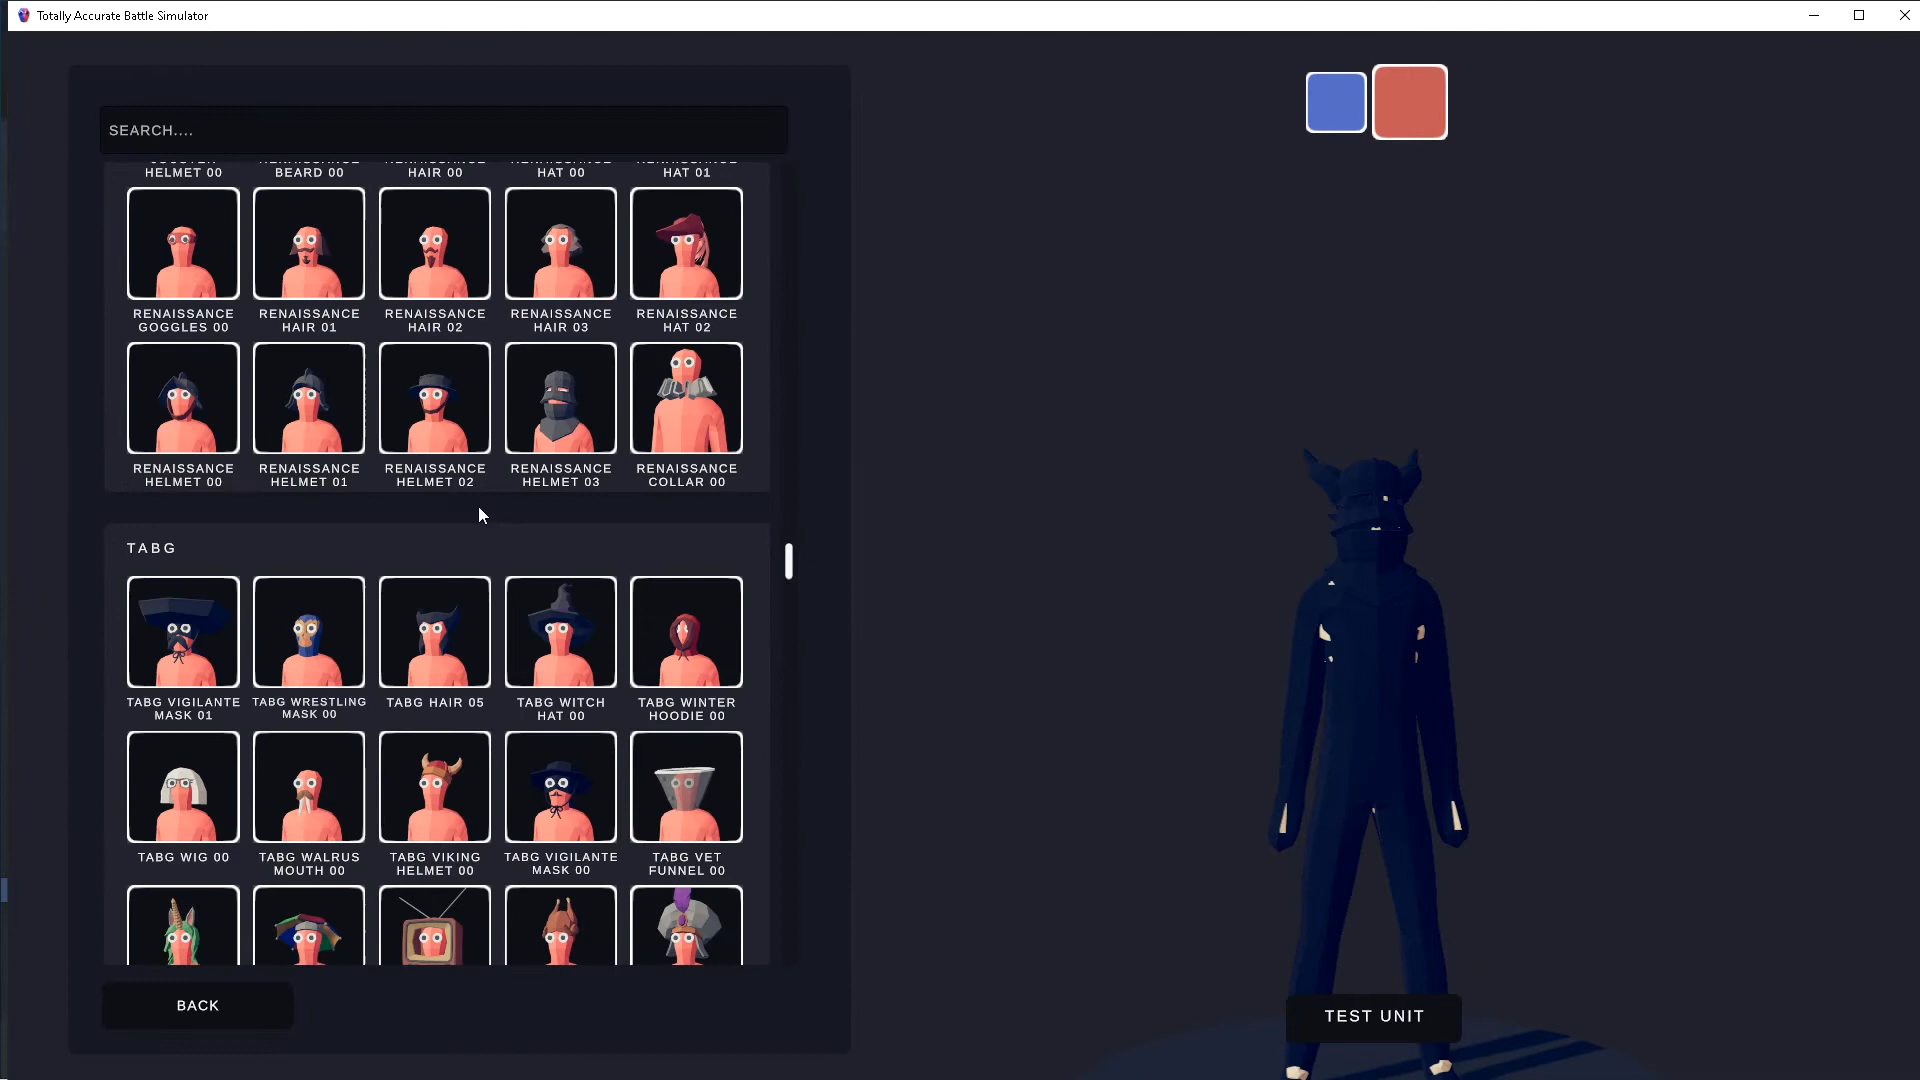 Totally Accurate Battle Simulator
SEARCH....
HELMET 00
RENAISSANCE BEARD 00
RENAISSANCE HAIR 00
RENAISSANCE HAT 00
RENAISSANCE HAT 01
RENAISSANCE GOGGLES 00
RENAISSANCE HAIR 01
RENAISSANCE HAIR 02
RENAISSANCE HAIR 03
RENAISSANCE HAT 02
RENAISSANCE HELMET 00
RENAISSANCE HELMET 01
RENAISSANCE HELMET 02
RENAISSANCE HELMET 03
RENAISSANCE COLLAR 00
TABG
TABG VIGILANTE MASK 01
TABG WRESTLING MASK 00
TABG HAIR 05
TABG WITCH HAT 00
TABG WINTER HOODIE 00
TABG WIG 00
TABG WALRUS MOUTH 00
TABG VIKING HELMET 00
TABG VIGILANTE MASK 00
TABG VET FUNNEL 00
BACK
TEST UNIT